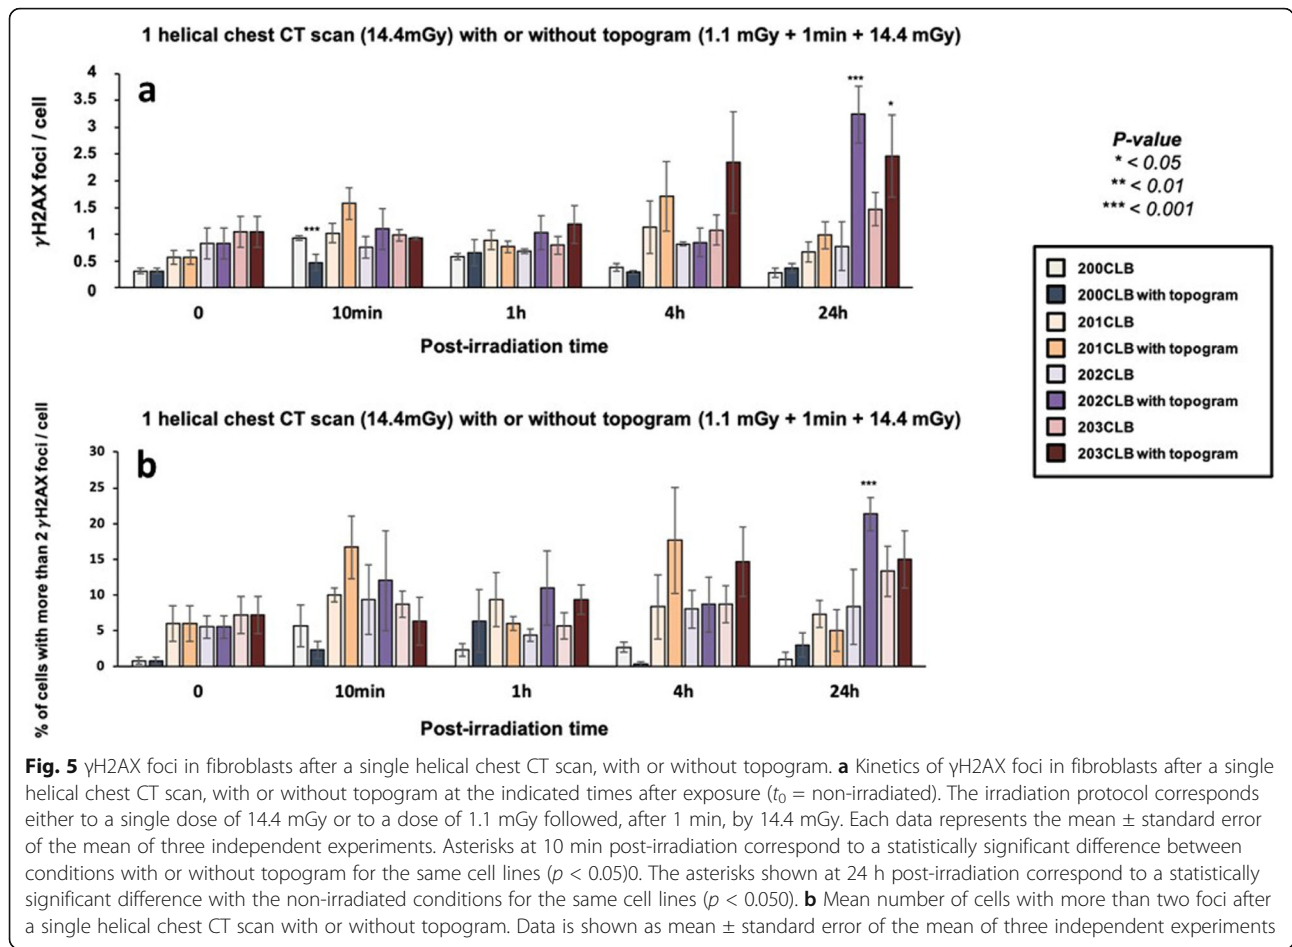 1 helical chest CT scan (14.4mGy) with or without topogram (1.1 mGy + 1min + 14.4 mGy)
a
γH2AX foci / cell
4
3.5
3
2.5
2
1.5
1
0.5
0
***
***
*
0
10min
1h
4h
24h
Post-irradiation time
P-value
* < 0.05
** < 0.01
*** < 0.001
200CLB
200CLB with topogram
201CLB
201CLB with topogram
202CLB
202CLB with topogram
203CLB
203CLB with topogram
1 helical chest CT scan (14.4mGy) with or without topogram (1.1 mGy + 1min + 14.4 mGy)
b
% of cells with more than 2 γH2AX foci / cell
30
25
20
15
10
5
0
***
0
10min
1h
4h
24h
Post-irradiation time
Fig. 5 γH2AX foci in fibroblasts after a single helical chest CT scan, with or without topogram. a Kinetics of γH2AX foci in fibroblasts after a single
helical chest CT scan, with or without topogram at the indicated times after exposure (t0 = non-irradiated). The irradiation protocol corresponds
either to a single dose of 14.4 mGy or to a dose of 1.1 mGy followed, after 1 min, by 14.4 mGy. Each data represents the mean ± standard error
of the mean of three independent experiments. Asterisks at 10 min post-irradiation correspond to a statistically significant difference between
conditions with or without topogram for the same cell lines (p < 0.05)0. The asterisks shown at 24 h post-irradiation correspond to a statistically
significant difference with the non-irradiated conditions for the same cell lines (p < 0.050). b Mean number of cells with more than two foci after
a single helical chest CT scan with or without topogram. Data is shown as mean ± standard error of the mean of three independent experiments